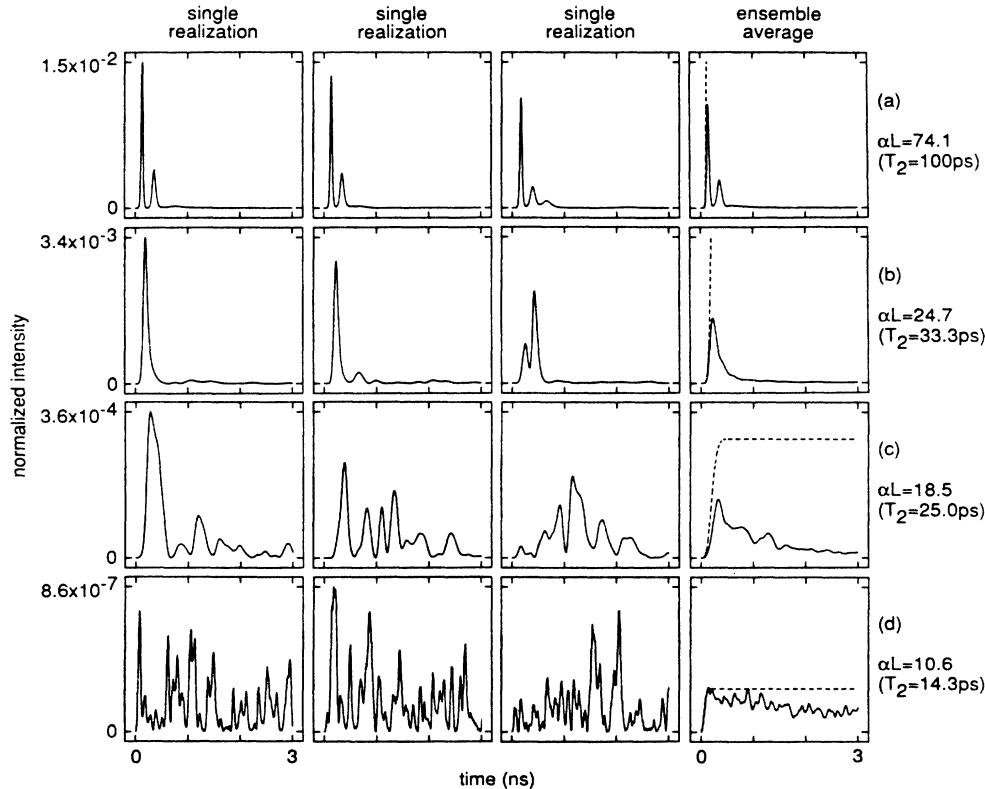 single realization
single realization
single realization
ensemble average
1.5x10-2
0
(a)
αL=74.1
(T2=100ps)
3.4x10-3
0
(b)
αL=24.7
(T2=33.3ps)
normalized intensity
3.6x10-4
0
(c)
αL=18.5
(T2=25.0ps)
8.6x10-7
0
(d)
αL=10.6
(T2=14.3ps)
0
3
0
3
time (ns)